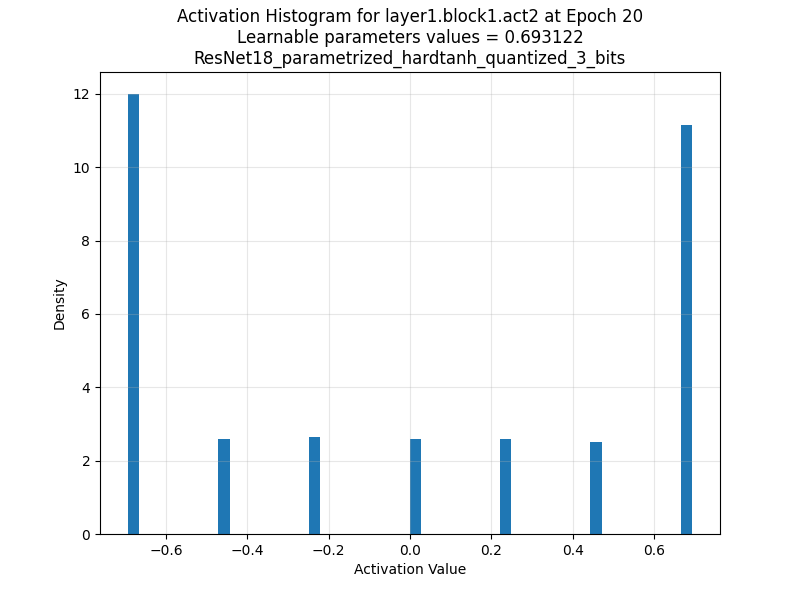 Activation Histogram for layer1.block1.act2 at Epoch 20
Learnable parameters values = 0.693122
ResNet18_parametrized_hardtanh_quantized_3_bits
12
10
8
6
4
2
0
Density
−0.6 −0.4 −0.2 0.0 0.2 0.4 0.6
Activation Value